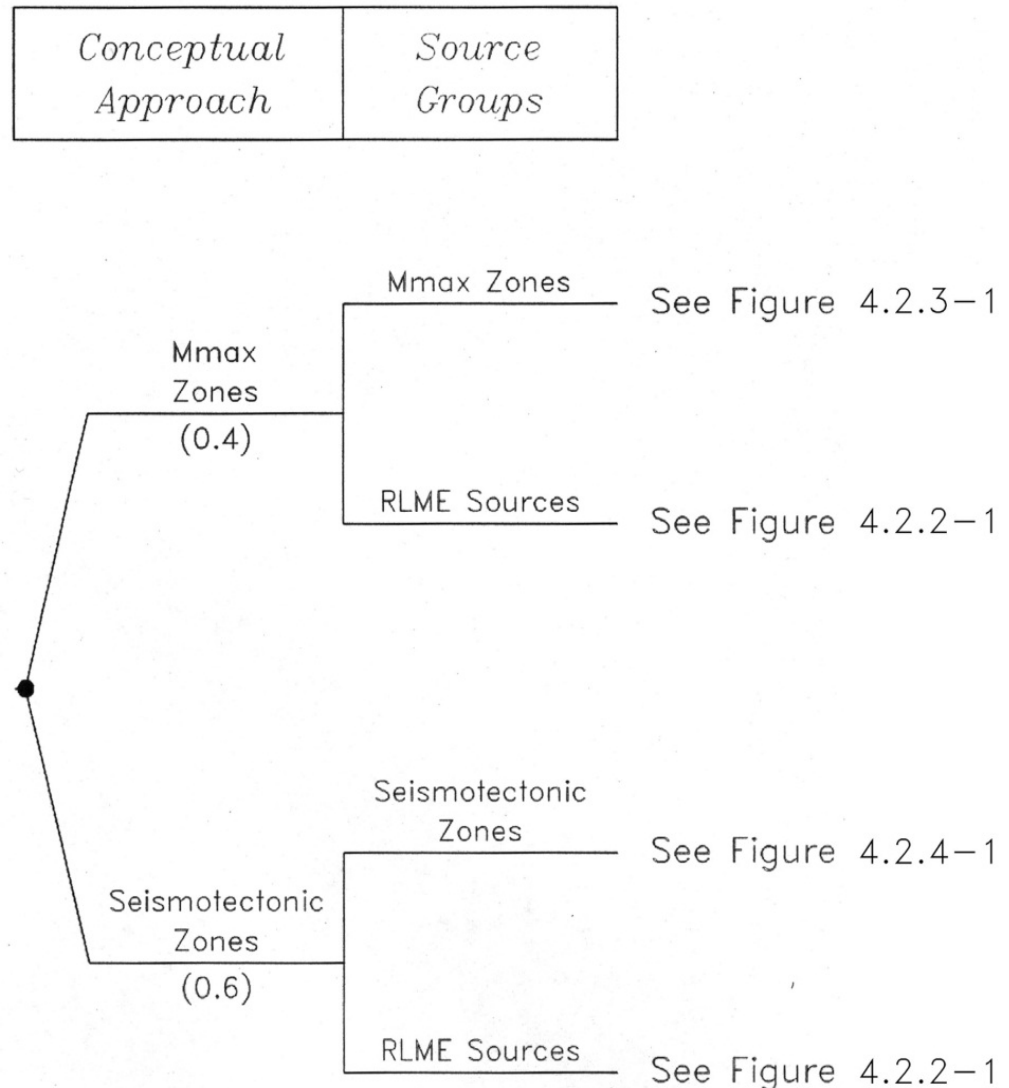 Conceptual Approach
Source Groups
Mmax Zones
See Figure 4.2.3-1
Mmax
Zones
(0.4)
RLME Sources
See Figure 4.2.2-1
Seismotectonic
Zones
See Figure 4.2.4-1
Seismotectonic
Zones
(0.6)
RLME Sources
See Figure 4.2.2-1